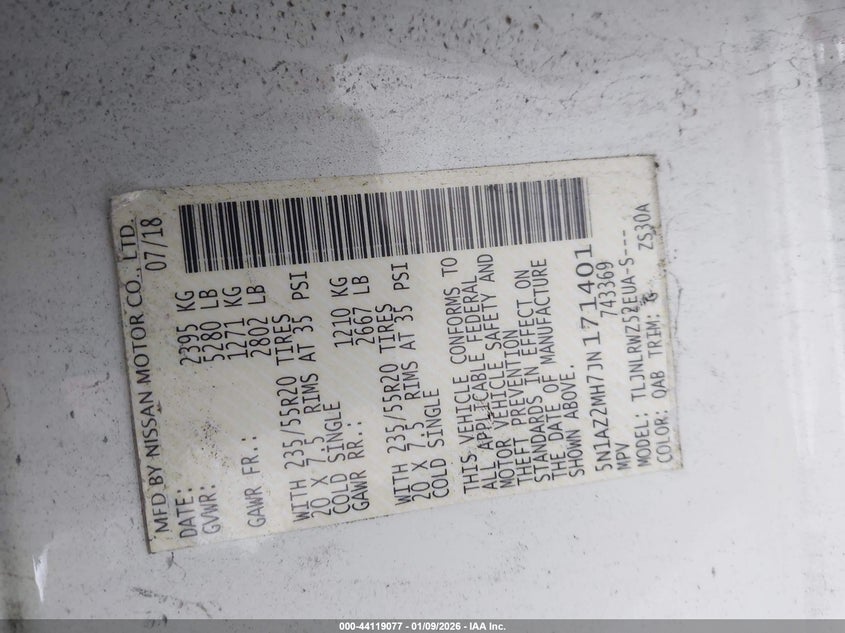 MFD BY NISSAN MOTOR CO., LTD.
DATE: 07/18
GVWR: 2395 KG
5280 LB
GAWR FR.: 1271 KG
2802 LB
WITH 235/55R20 TIRES
20 X 7.5 RIMS AT 35 PSI
COLD SINGLE
GAWR RR.: 1210 KG
2667 LB
WITH 235/55R20 TIRES
20 X 7.5 RIMS AT 35 PSI
COLD SINGLE
THIS VEHICLE CONFORMS TO
ALL APPLICABLE FEDERAL
MOTOR VEHICLE SAFETY AND
THEFT PREVENTION
STANDARDS IN EFFECT ON
THE DATE OF MANUFACTURE
SHOWN ABOVE.
5N1AZ2MH7JN171401
MPV 743369
MODEL: TLJNLRWZ52EUA-S---
COLOR: QAB TRIM: G ZS30A
000-44119077 - 01/09/2026 - IAA Inc.